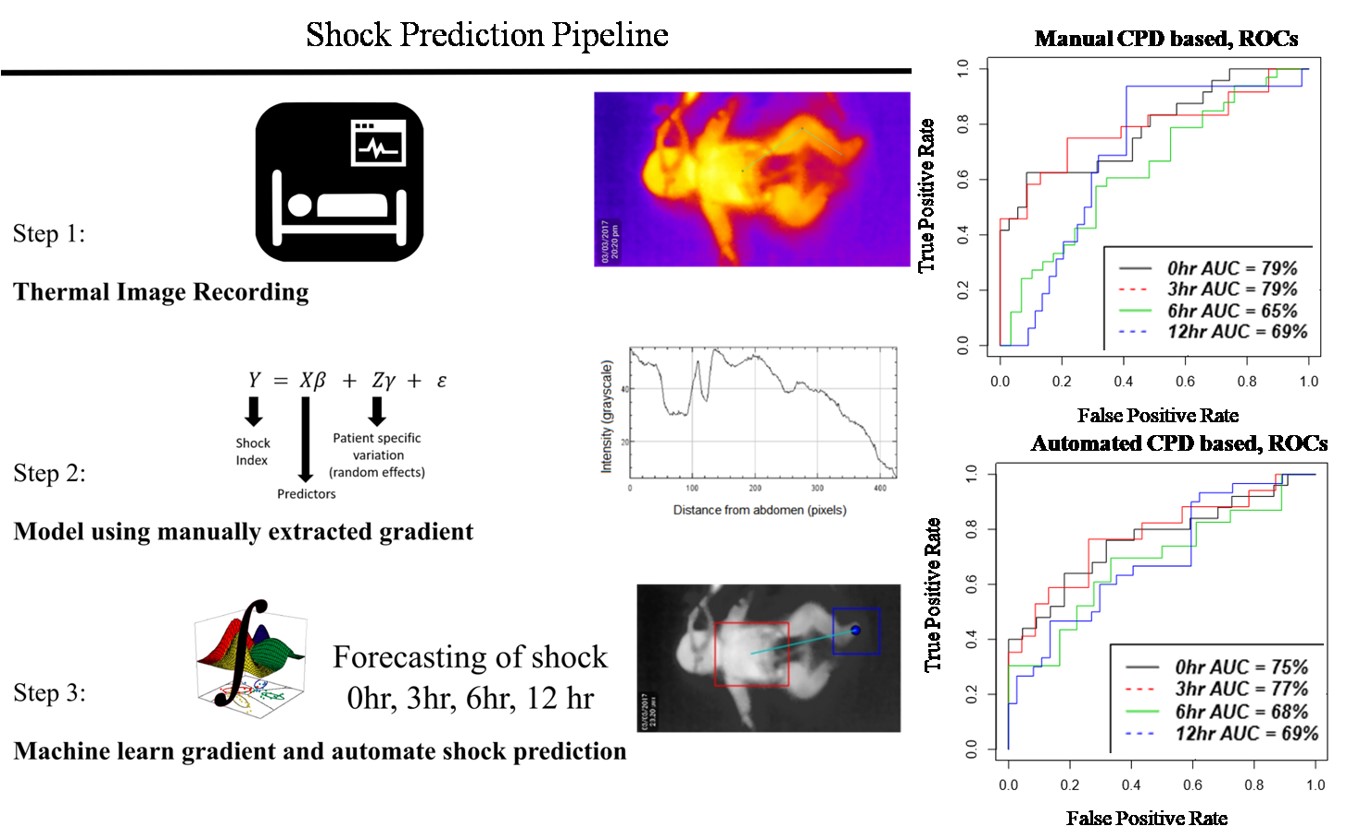 Shock Prediction Pipeline
Step 1:
Thermal Image Recording
03/03/2017
20:20 pm
Y = Xβ + Zγ + ε
Shock
Index
Predictors
Patient specific
variation
(random effects)
Step 2:
Model using manually extracted gradient
Intensity (grayscale)
40
20
0
100
200
300
400
Distance from abdomen (pixels)
Forecasting of shock
0hr, 3hr, 6hr, 12 hr
Step 3:
Machine learn gradient and automate shock prediction
03/03/2017
23:20 pm
Manual CPD based, ROCs
True Positive Rate
1.0
0.8
0.6
0.4
0.2
0.0
0hr AUC = 79%
3hr AUC = 79%
6hr AUC = 65%
12hr AUC = 69%
0.0 0.2 0.4 0.6 0.8 1.0
False Positive Rate
Automated CPD based, ROCs
True Positive Rate
1.0
0.8
0.6
0.4
0.2
0.0
0hr AUC = 75%
3hr AUC = 77%
6hr AUC = 68%
12hr AUC = 69%
0.0 0.2 0.4 0.6 0.8 1.0
False Positive Rate